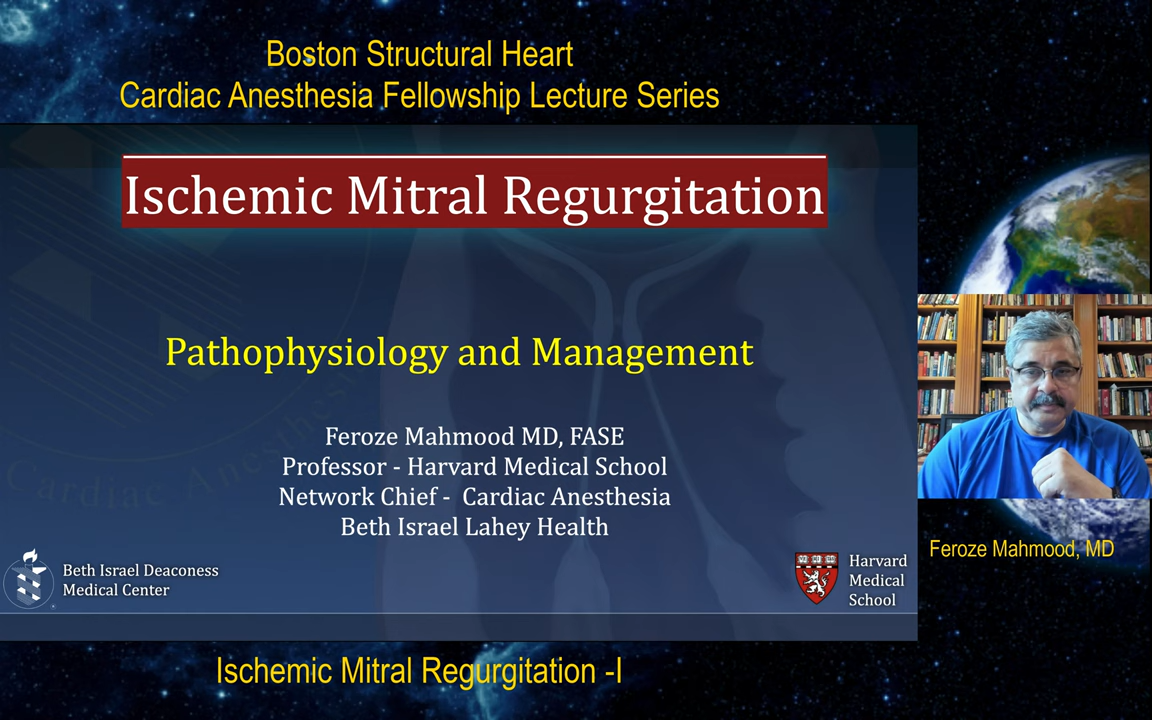 Boston Structural Heart
Cardiac Anesthesia Fellowship Lecture Series
Ischemic Mitral Regurgitation
Pathophysiology and Management
Feroze Mahmood MD, FASE
Professor - Harvard Medical School
Network Chief - Cardiac Anesthesia
Beth Israel Lahey Health
Cardiac Anesthesia
Beth Israel Deaconess
Medical Center
Harvard
Medical
School
Feroze Mahmood, MD
Ischemic Mitral Regurgitation -I